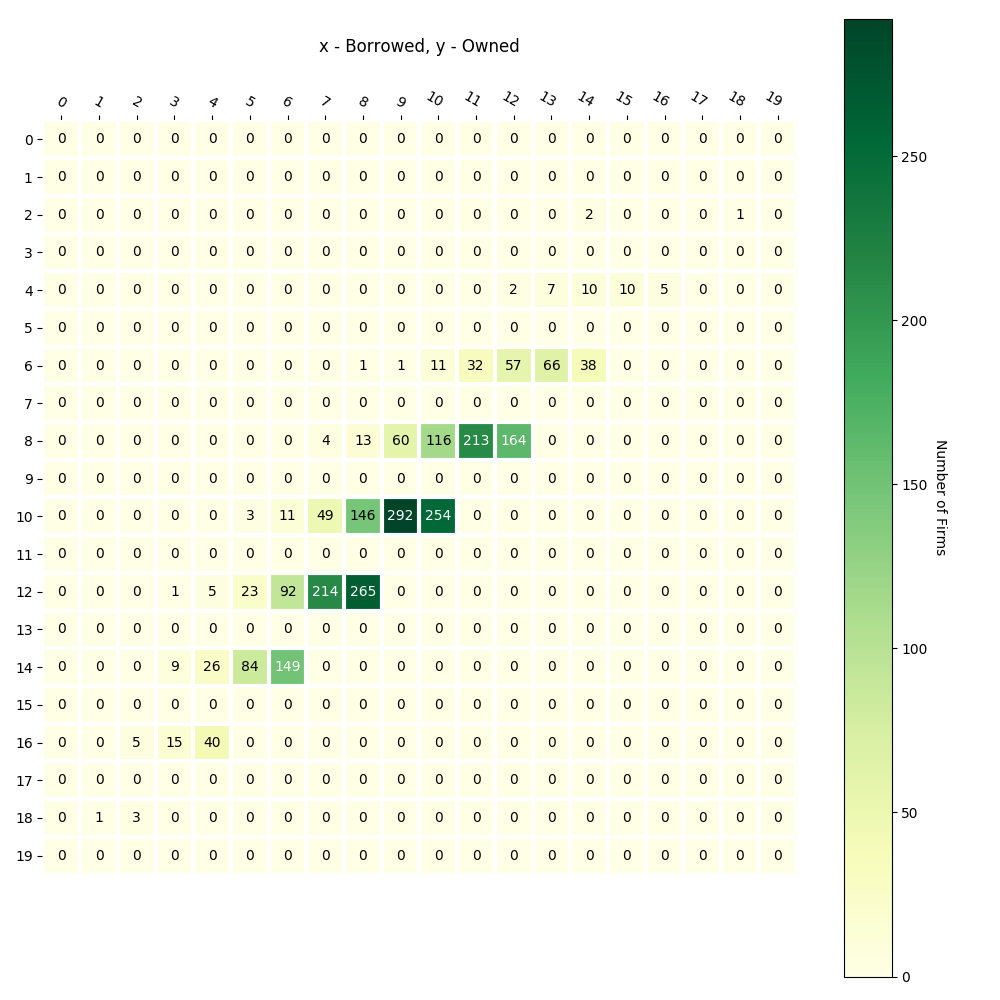 x - Borrowed, y - Owned
0 1 2 3 4 5 6 7 8 9 10 11 12 13 14 15 16 17 18 19
0 0 0 0 0 0 0 0 0 0 0 0 0 0 0 0 0 0 0 0 0
1 0 0 0 0 0 0 0 0 0 0 0 0 0 0 0 0 0 0 0 0
2 0 0 0 0 0 0 0 0 0 0 0 0 0 0 2 0 0 0 1 0
3 0 0 0 0 0 0 0 0 0 0 0 0 0 0 0 0 0 0 0 0
4 0 0 0 0 0 0 0 0 0 0 0 0 2 7 10 10 5 0 0 0
5 0 0 0 0 0 0 0 0 0 0 0 0 0 0 0 0 0 0 0 0
6 0 0 0 0 0 0 0 0 1 1 11 32 57 66 38 0 0 0 0 0
7 0 0 0 0 0 0 0 0 0 0 0 0 0 0 0 0 0 0 0 0
8 0 0 0 0 0 0 0 4 13 60 116 213 164 0 0 0 0 0 0 0
9 0 0 0 0 0 0 0 0 0 0 0 0 0 0 0 0 0 0 0 0
10 0 0 0 0 0 3 11 49 146 292 254 0 0 0 0 0 0 0 0 0
11 0 0 0 0 0 0 0 0 0 0 0 0 0 0 0 0 0 0 0 0
12 0 0 0 1 5 23 92 214 265 0 0 0 0 0 0 0 0 0 0 0
13 0 0 0 0 0 0 0 0 0 0 0 0 0 0 0 0 0 0 0 0
14 0 0 0 9 26 84 149 0 0 0 0 0 0 0 0 0 0 0 0 0
15 0 0 0 0 0 0 0 0 0 0 0 0 0 0 0 0 0 0 0 0
16 0 0 5 15 40 0 0 0 0 0 0 0 0 0 0 0 0 0 0 0
17 0 0 0 0 0 0 0 0 0 0 0 0 0 0 0 0 0 0 0 0
18 0 1 3 0 0 0 0 0 0 0 0 0 0 0 0 0 0 0 0 0
19 0 0 0 0 0 0 0 0 0 0 0 0 0 0 0 0 0 0 0 0
250
200
150
100
50
0
Number of Firms